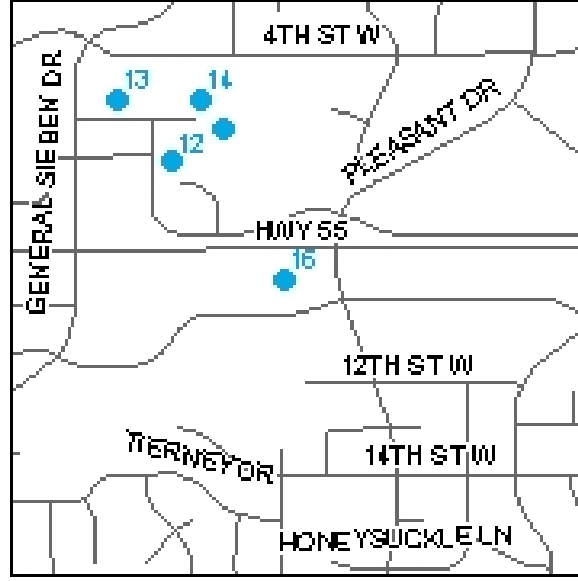 4TH ST W
13
14
PLEASANT DR
GENERAL SIEBEN DR
12
HWY 55
16
12TH ST W
TIERNEY DR
14TH ST W
HONEYSUCKLE LN